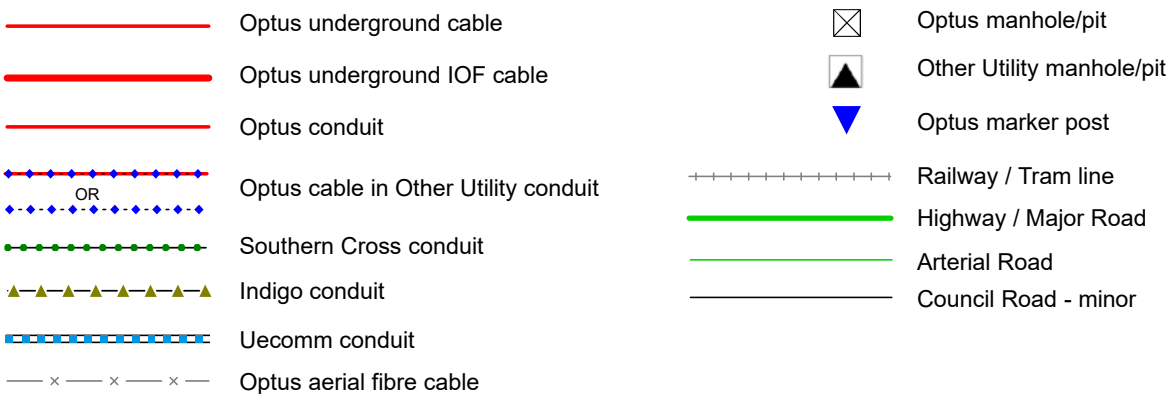 Optus underground cable
Optus underground IOF cable
Optus conduit
OR
Optus cable in Other Utility conduit
Southern Cross conduit
Indigo conduit
Uecomm conduit
Optus aerial fibre cable
Optus manhole/pit
Other Utility manhole/pit
Optus marker post
Railway / Tram line
Highway / Major Road
Arterial Road
Council Road - minor